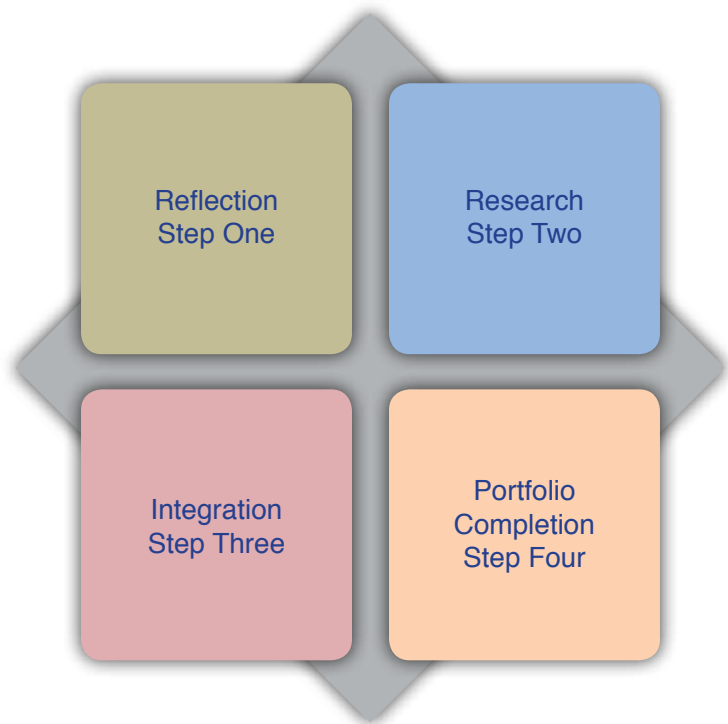 Reflection
Step One
Research
Step Two
Integration
Step Three
Portfolio
Completion
Step Four